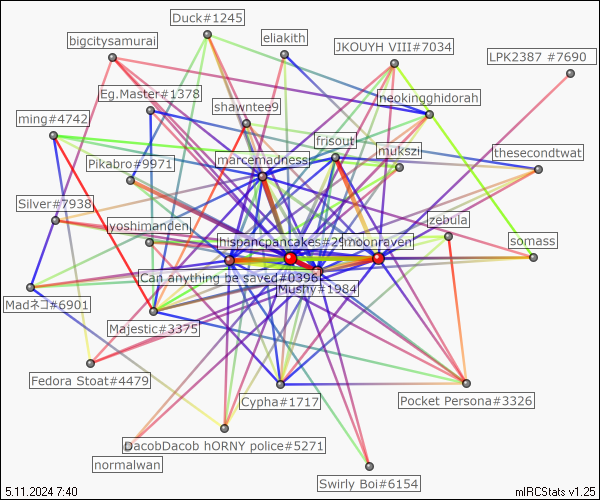 Duck#1245
eliakith
bigcitysamurai
JKOUYH VIII#7034
LPK2387 #7690
Eg.Master#1378
neokingghidorah
shawntee9
ming#4742
frisout
mukszi
thesecondtwat
Pikabro#9971
marcemadness
Silver#7938
yoshimanden
zebula
hispancpancakes#29
moonraven
somass
Can anything be saved#0396
Mushy#1984
Madネコ#6901
Majestic#3375
Fedora Stoat#4479
Cypha#1717
Pocket Persona#3326
DacobDacob hORNY police#5271
normalwan
Swirly Boi#6154
5.11.2024 7:40
mIRCStats v1.25